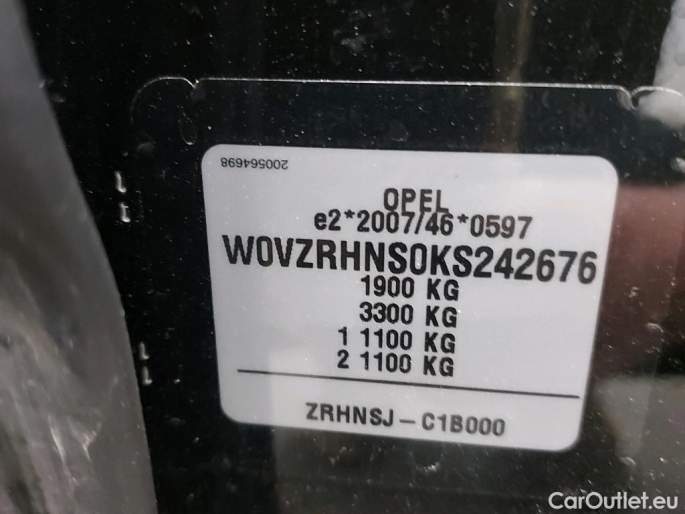 200564698
OPEL
e2*2007/46*0597
W0VZRHNS0KS242676
1900 KG
3300 KG
1 1100 KG
2 1100 KG
ZRHNSJ - C1B000
CarOutlet.eu